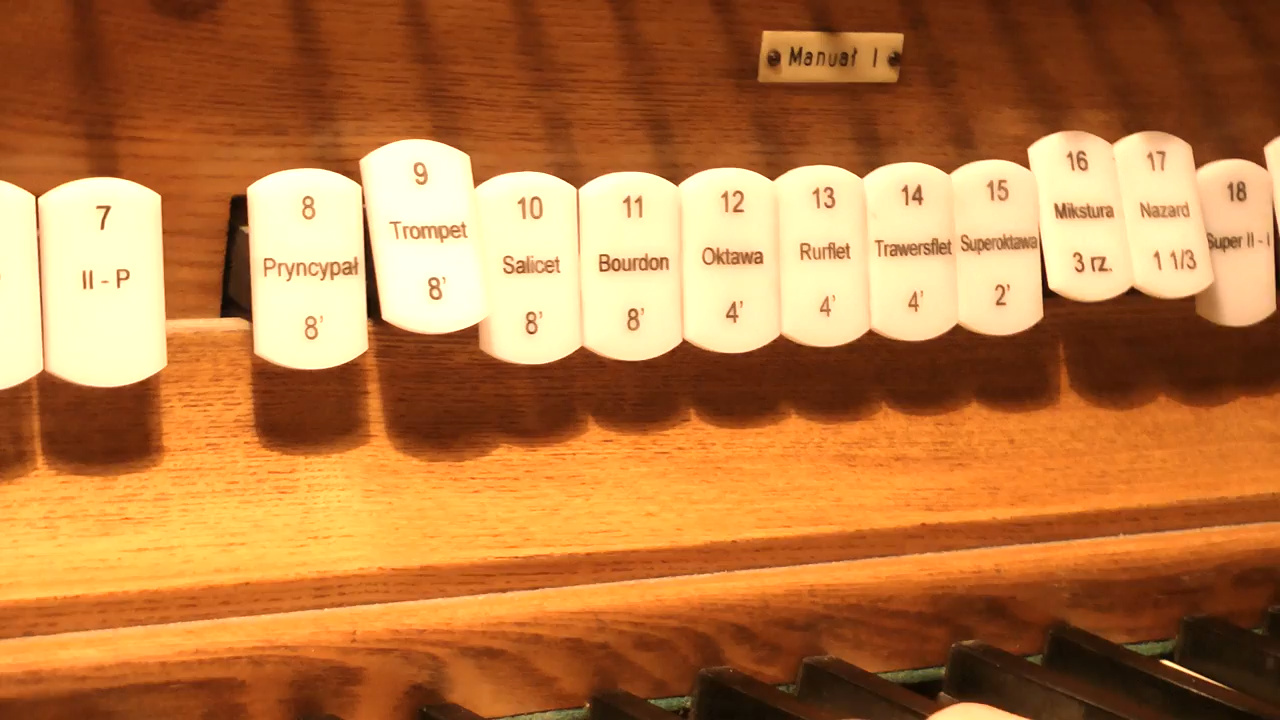 Manuał I
7
II - P
8
Pryncypał
8'
9
Trompet
8'
10
Salicet
8'
11
Bourdon
8'
12
Oktawa
4'
13
Rurflet
4'
14
Trawersflet
4'
15
Superoktawa
2'
16
Mikstura
3 rz.
17
Nazard
1 1/3
18
Super II - I